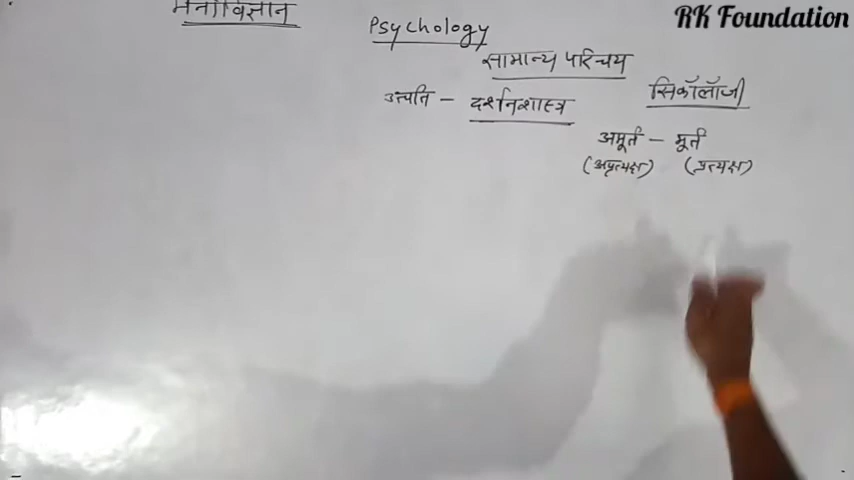 मनोविज्ञान
RK Foundation
Psychology
सामान्य परिचय
उत्पति - दर्शनशास्त्र
सिकॉलॉजी
अमूर्त - मूर्त
(अप्रत्यक्ष) (प्रत्यक्ष)